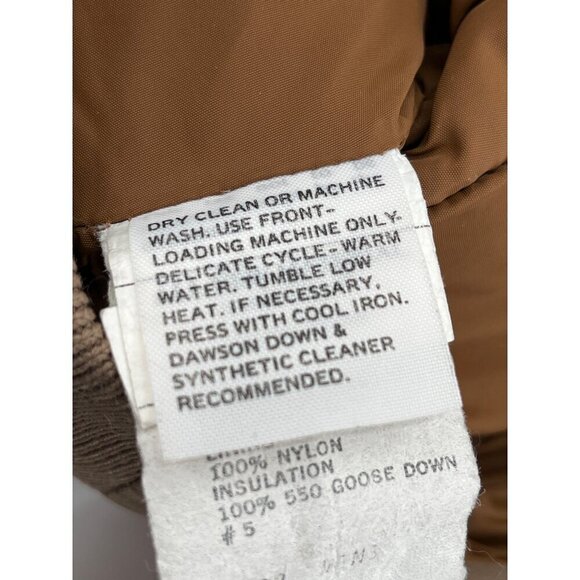 DRY CLEAN OR MACHINE
WASH. USE FRONT-
LOADING MACHINE ONLY-
DELICATE CYCLE-WARM
WATER. TUMBLE LOW
HEAT. IF NECESSARY,
PRESS WITH COOL IRON.
DAWSON DOWN &
SYNTHETIC CLEANER
RECOMMENDED.
100% NYLON
INSULATION
100% 550 GOOSE DOWN
#5
MENS